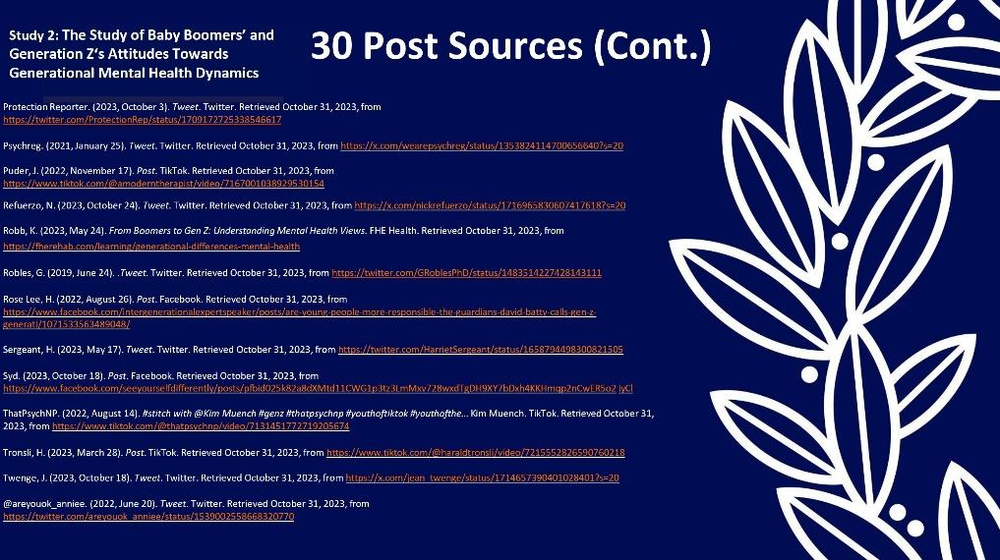 Study 2: The Study of Baby Boomers' and
Generation Z's Attitudes Towards
Generational Mental Health Dynamics
30 Post Sources (Cont.)
Protection Reporter. (2023, October 3). Tweet. Twitter. Retrieved October 31, 2023, from
https://twitter.com/ProtectionRep/status/1709172725338546617
Psychreg. (2021, January 25). Tweet. Twitter. Retrieved October 31, 2023, from https://x.com/wearepsychreg/status/1353824114700656640?s=20
Puder, J. (2022, November 17). Post. TikTok. Retrieved October 31, 2023, from
https://www.tiktok.com/@amoderntherapist/video/7167001038929530154
Refuerzo, N. (2023, October 24). Tweet. Twitter. Retrieved October 31, 2023, from https://x.com/nickrefuerzo/status/1716965830607417618?s=20
Robb, K. (2023, May 24). From Boomers to Gen Z: Understanding Mental Health Views. FHE Health. Retrieved October 31, 2023, from
https://fherehab.com/learning/generational-differences-mental-health
Robles, G. (2019, June 24). .Tweet. Twitter. Retrieved October 31, 2023, from https://twitter.com/GRoblesPhD/status/1483514227428143111
Rose Lee, H. (2022, August 26). Post. Facebook. Retrieved October 31, 2023, from
https://www.facebook.com/intergenerationalexpertspeaker/posts/are-young-people-more-responsible-the-guardians-david-batty-calls-gen-z-
generati/1071533563489048/
Sergeant, H. (2023, May 17). Tweet. Twitter. Retrieved October 31, 2023, from https://twitter.com/HarrietSergeant/status/1658794498300821505
Syd. (2023, October 18). Post. Facebook. Retrieved October 31, 2023, from
https://www.facebook.com/seeyourselfdifferently/posts/pfbid025k82a8dXMtd11CWG1p3tz3LmMxv728wxdTgDH9XY7bDxh4KKHmqp2nCwER5o2 jyCl
ThatPsychNP. (2022, August 14). #stitch with @Kim Muench #genz #thatpsychnp #youthoftiktok #youthofthe... Kim Muench. TikTok. Retrieved October 31,
2023, from https://www.tiktok.com/@thatpsychnp/video/7131451772719205674
Tronsli, H. (2023, March 28). Post. TikTok. Retrieved October 31, 2023, from https://www.tiktok.com/@haraldtronsli/video/7215552826590760218
Twenge, J. (2023, October 18). Tweet. Twitter. Retrieved October 31, 2023, from https://x.com/jean_twenge/status/1714657390401028401?s=20
@areyouok_anniee. (2022, June 20). Tweet. Twitter. Retrieved October 31, 2023, from
https://twitter.com/areyouok_anniee/status/1539002558668320770